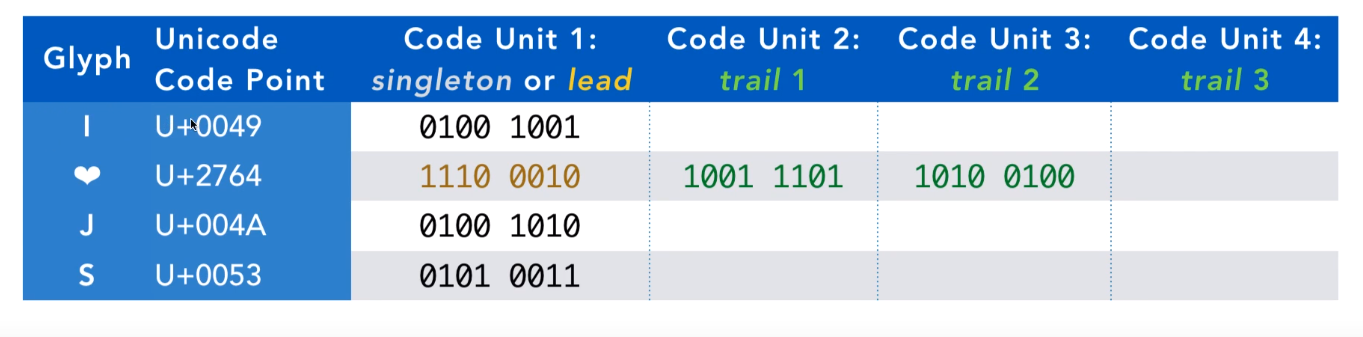 Glyph Unicode Code Point Code Unit 1: singleton or lead Code Unit 2: trail 1 Code Unit 3: trail 2 Code Unit 4: trail 3
I U+0049 0100 1001
❤ U+2764 1110 0010 1001 1101 1010 0100
J U+004A 0100 1010
S U+0053 0101 0011